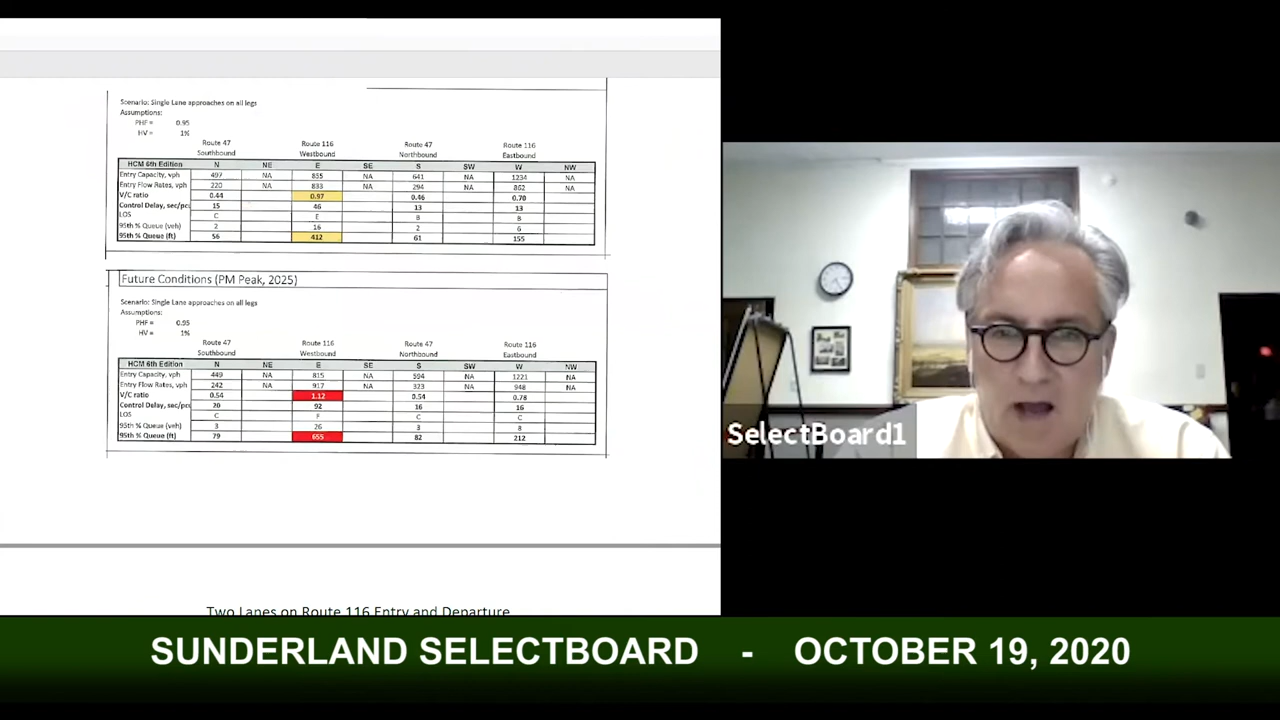 Scenario: Single Lane approaches on all legs
Assumptions:
PHF = 0.95
HV = 1%
Route 47 Route 116 Route 47 Route 116
Southbound Westbound Northbound Eastbound
HCM 6th Edition N NE E SE S SW W NW
Entry Capacity, vph 497 NA 855 NA 641 NA 1234 NA
Entry Flow Rates, vph 220 NA 833 NA 294 NA 862 NA
V/C ratio 0.44 0.97 0.46 0.70
Control Delay, sec/pc 15 46 13 13
LOS C E B B
95th % Queue (veh) 2 16 2 6
95th % Queue (ft) 56 412 61 155
Future Conditions (PM Peak, 2025)
Scenario: Single Lane approaches on all legs
Assumptions:
PHF = 0.95
HV = 1%
Route 47 Route 116 Route 47 Route 116
Southbound Westbound Northbound Eastbound
HCM 6th Edition N NE E SE S SW W NW
Entry Capacity, vph 449 NA 815 NA 594 NA 1221 NA
Entry Flow Rates, vph 242 NA 917 NA 323 NA 948 NA
V/C ratio 0.54 1.12 0.54 0.78
Control Delay, sec/pc 20 92 16 16
LOS C F C C
95th % Queue (veh) 3 26 3 8
95th % Queue (ft) 79 655 82 212
Two Lanes on Route 116 Entry and Departure
SelectBoard1
SUNDERLAND SELECTBOARD - OCTOBER 19, 2020